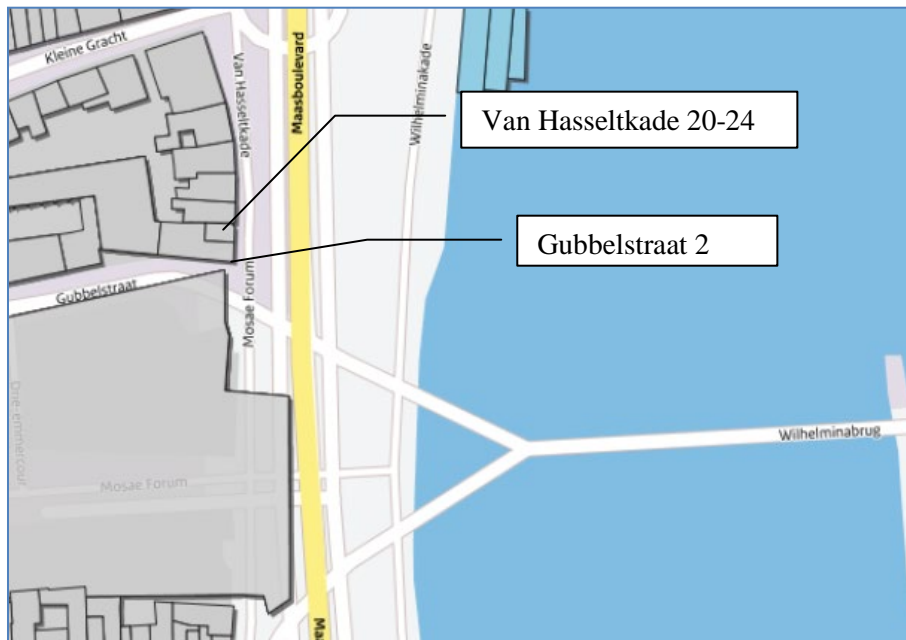 Kleine Gracht
Van Hasseltkade
Maasboulevard
Wilhelminakade
Van Hasseltkade 20-24
Gubbelstraat 2
Gubbelstraat
Mosae Forum
Wilhelminabrug
Mosae Forum